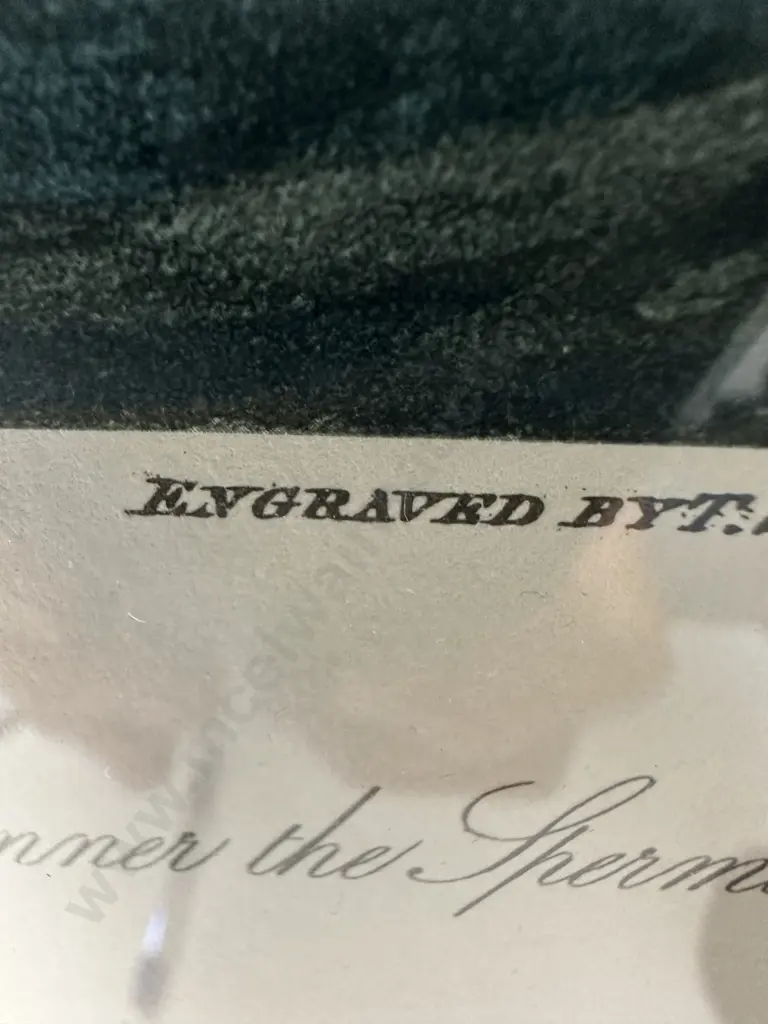 ENGRAVED BY T.
nner the Sperm